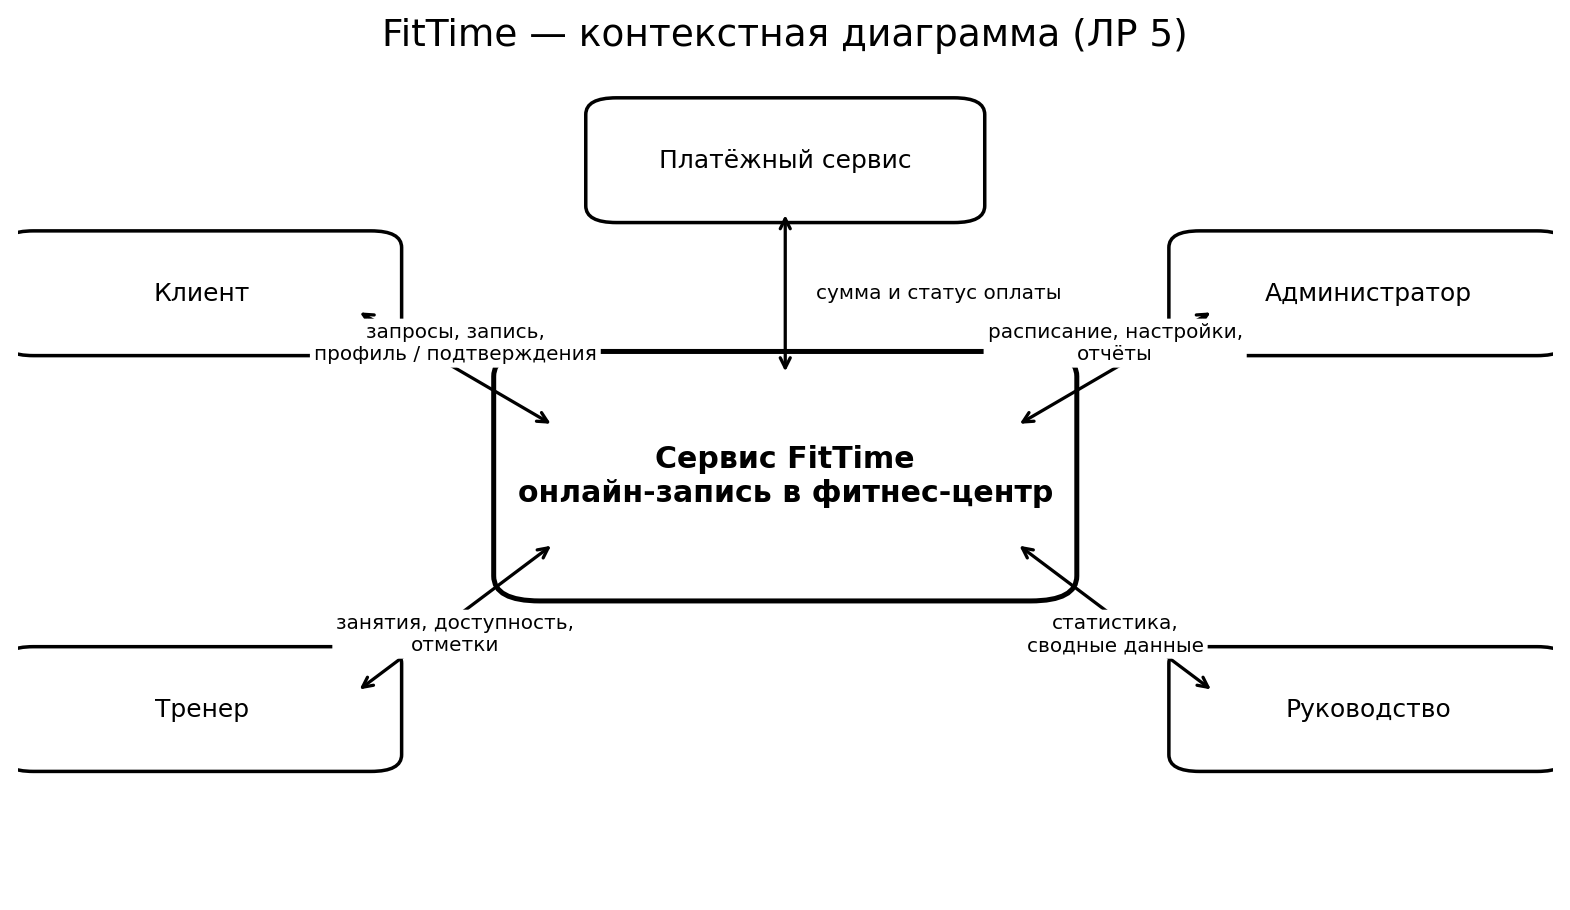 FitTime — контекстная диаграмма (ЛР 5)
Платёжный сервис
Клиент
Администратор
сумма и статус оплаты
запросы, запись,
профиль / подтверждения
расписание, настройки,
отчёты
Сервис FitTime
онлайн-запись в фитнес-центр
занятия, доступность,
отметки
статистика,
сводные данные
Тренер
Руководство